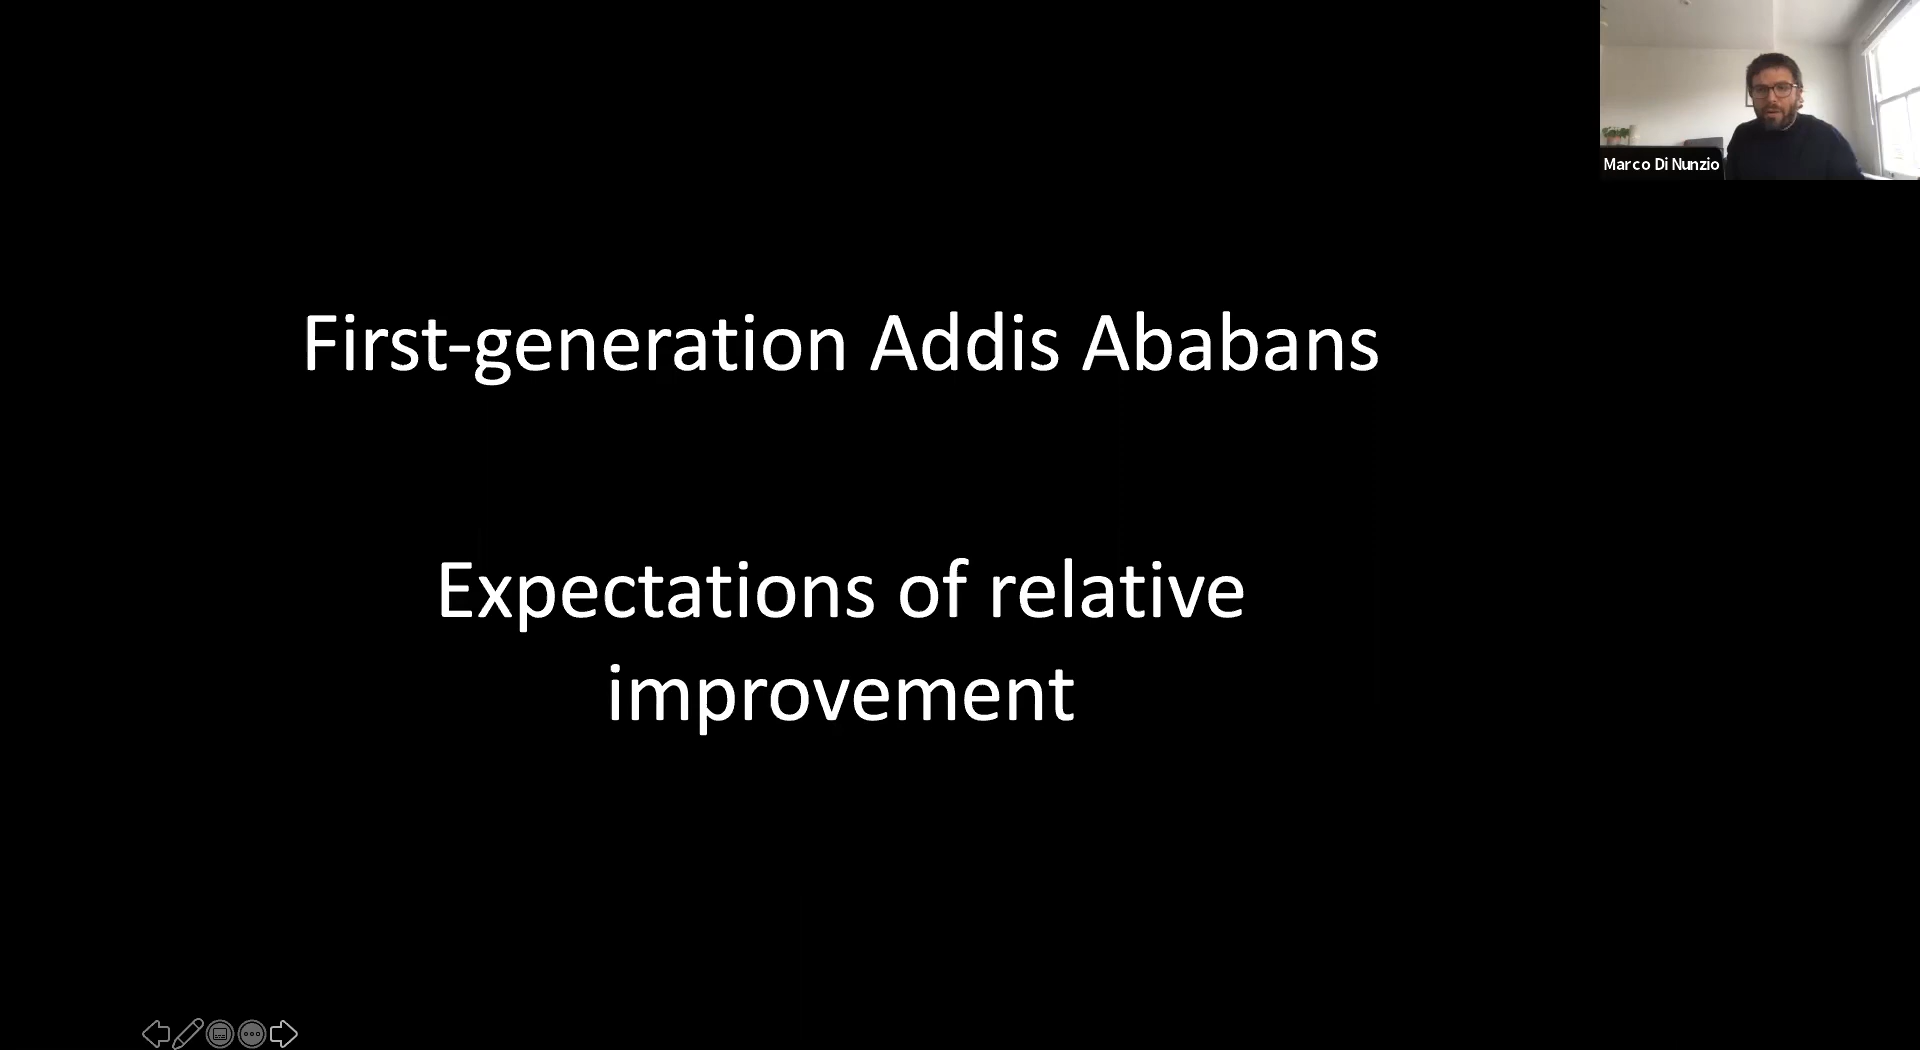 Marco Di Nunzio
First-generation Addis Ababans
Expectations of relative
improvement